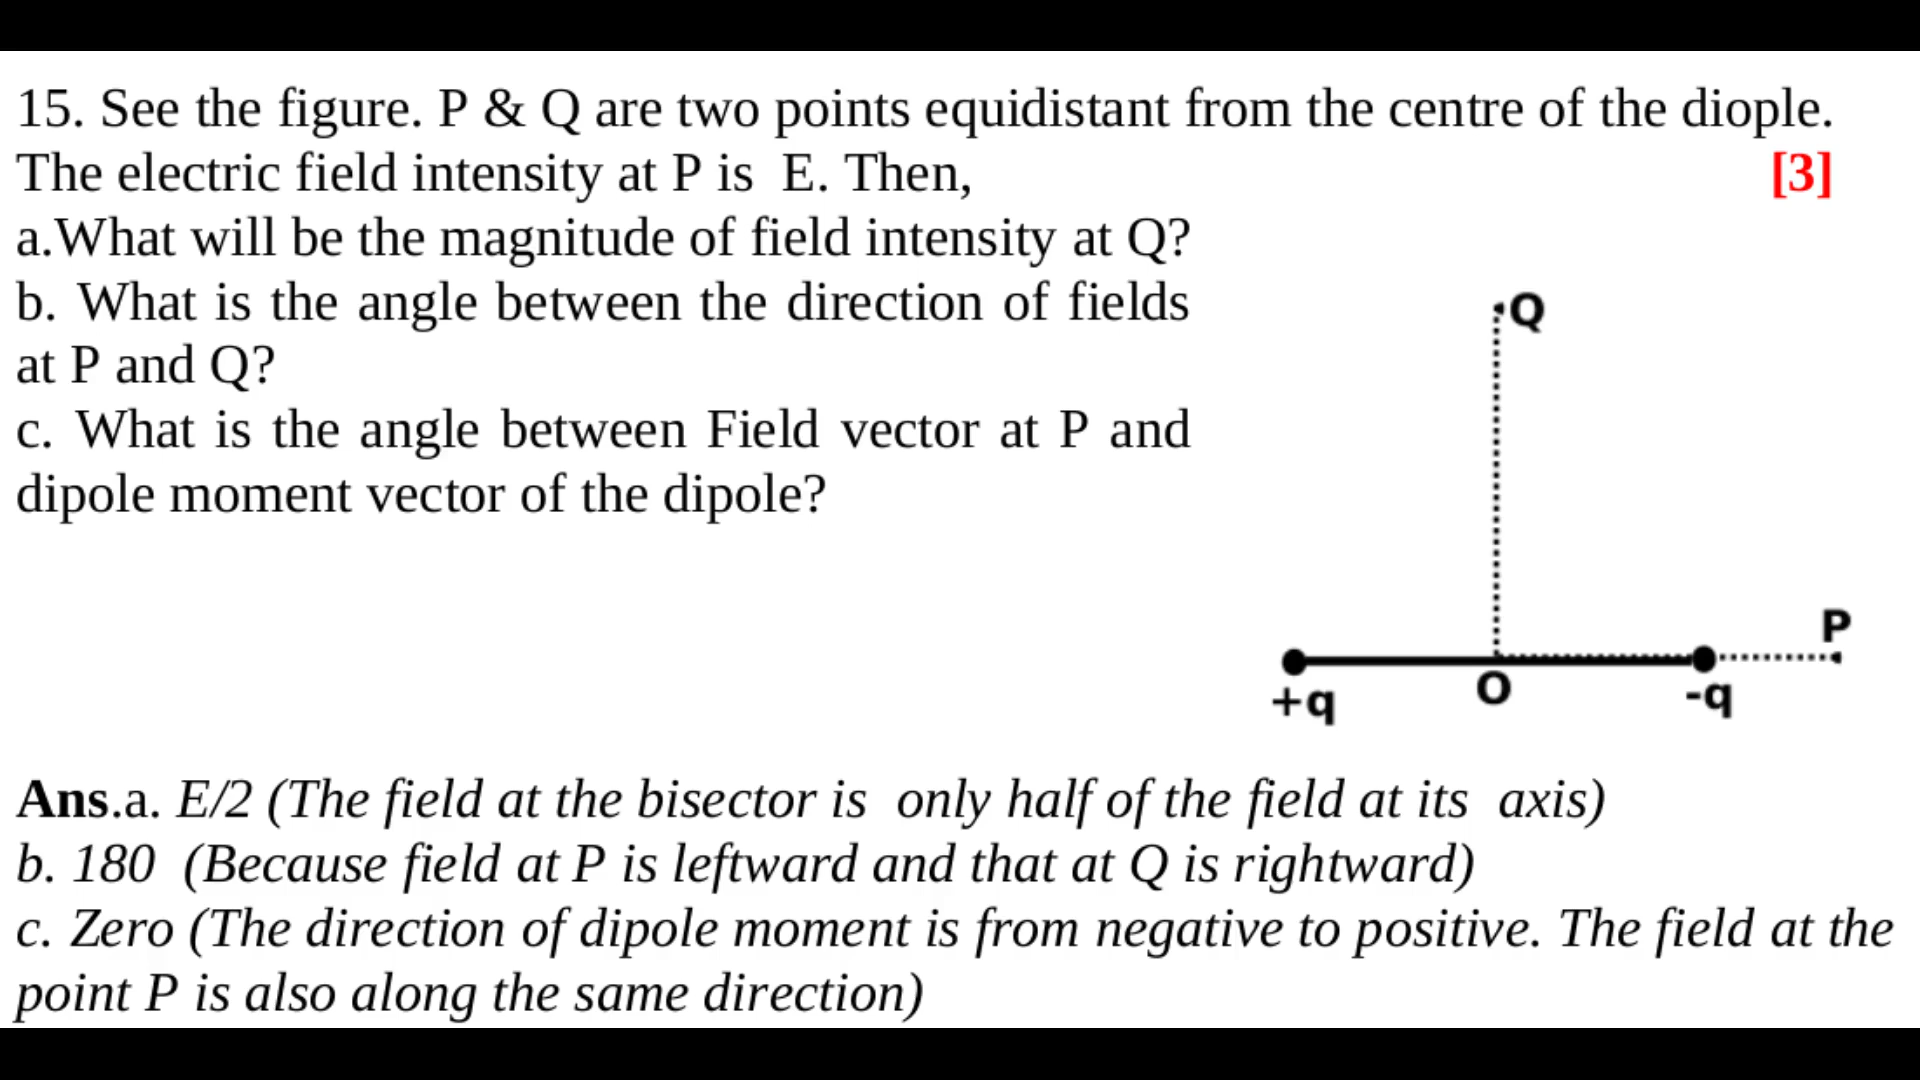 15. See the figure. P & Q are two points equidistant from the centre of the diople.
The electric field intensity at P is E. Then, [3]
a.What will be the magnitude of field intensity at Q?
b. What is the angle between the direction of fields
at P and Q?
c. What is the angle between Field vector at P and
dipole moment vector of the dipole?
Q
P
+q
O
-q
Ans.a. E/2 (The field at the bisector is only half of the field at its axis)
b. 180 (Because field at P is leftward and that at Q is rightward)
c. Zero (The direction of dipole moment is from negative to positive. The field at the
point P is also along the same direction)